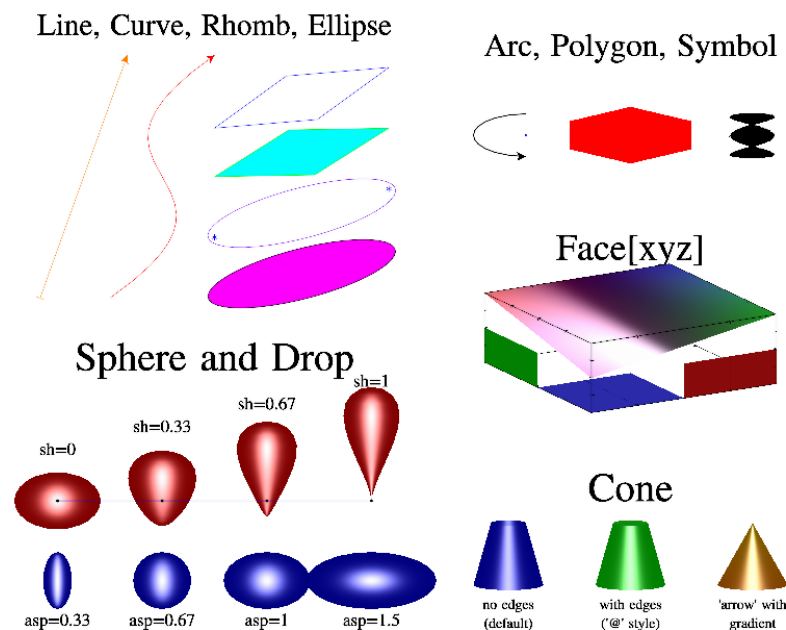 Line, Curve, Rhomb, Ellipse
Arc, Polygon, Symbol
Face[xyz]
Sphere and Drop
sh=0
sh=0.33
sh=0.67
sh=1
asp=0.33
asp=0.67
asp=1
asp=1.5
Cone
no edges
(default)
with edges
('@' style)
'arrow' with
gradient